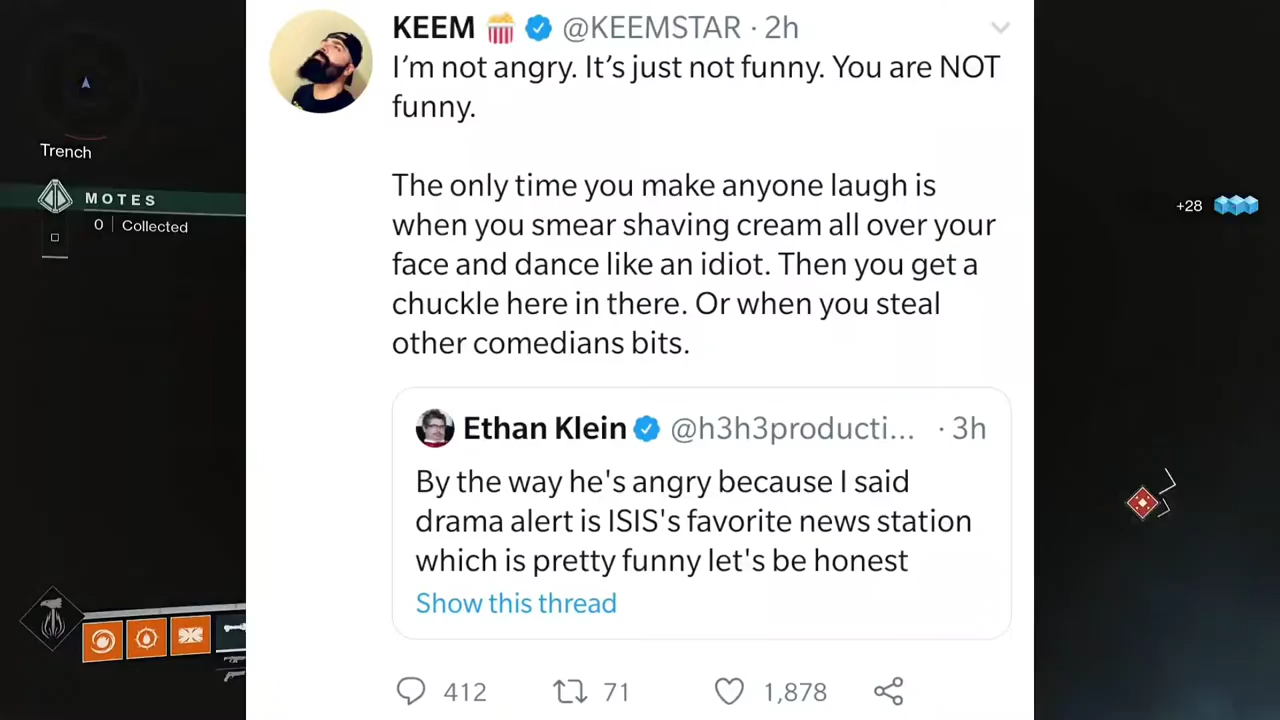 KEEM 🍿 @KEEMSTAR · 2h
I'm not angry. It's just not funny. You are NOT
funny.
The only time you make anyone laugh is
when you smear shaving cream all over your
face and dance like an idiot. Then you get a
chuckle here in there. Or when you steal
other comedians bits.
Ethan Klein @h3h3producti... · 3h
By the way he's angry because I said
drama alert is ISIS's favorite news station
which is pretty funny let's be honest
Show this thread
412 71 1,878
Trench
MOTES
0 | Collected
+28